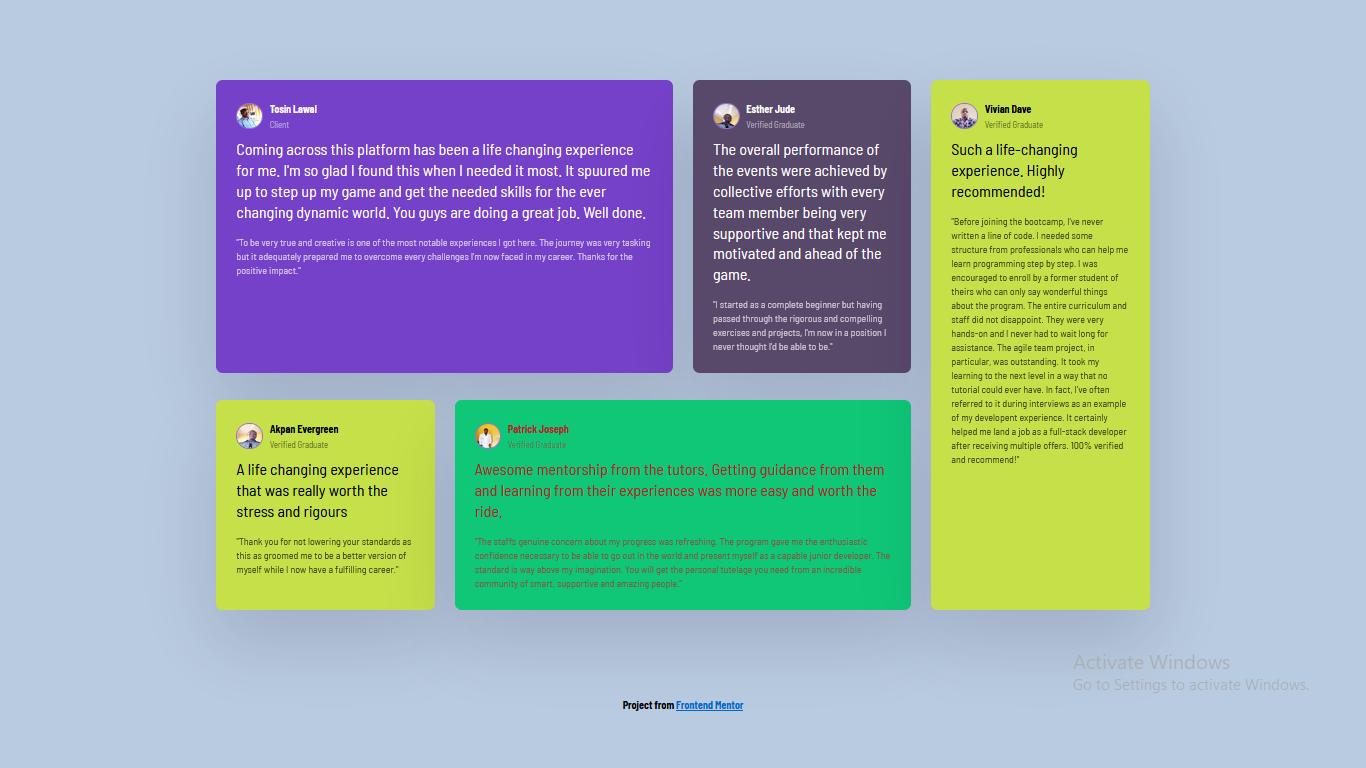 Tosin Lawal
Client
Coming across this platform has been a life changing experience
for me. I'm so glad I found this when I needed it most. It spuured me
up to step up my game and get the needed skills for the ever
changing dynamic world. You guys are doing a great job. Well done.
"To be very true and creative is one of the most notable experiences I got here. The journey was very tasking
but it adequately prepared me to overcome every challenges I'm now faced in my career. Thanks for the
positive impact."
Esther Jude
Verified Graduate
The overall performance of
the events were achieved by
collective efforts with every
team member being very
supportive and that kept me
motivated and ahead of the
game.
"I started as a complete beginner but having
passed through the rigorous and compelling
exercises and projects, I'm now in a position I
never thought I'd be able to be."
Vivian Dave
Verified Graduate
Such a life-changing
experience. Highly
recommended!
"Before joining the bootcamp, I've never
written a line of code. I needed some
structure from professionals who can help me
learn programming step by step. I was
encouraged to enroll by a former student of
theirs who can only say wonderful things
about the program. The entire curriculum and
staff did not disappoint. They were very
hands-on and I never had to wait long for
assistance. The agile team project, in
particular, was outstanding. It took my
learning to the next level in a way that no
tutorial could ever have. In fact, I've often
referred to it during interviews as an example
of my developent experience. It certainly
helped me land a job as a full-stack developer
after receiving multiple offers. 100% verified
and recommend!"
Akpan Evergreen
Verified Graduate
A life changing experience
that was really worth the
stress and rigours
"Thank you for not lowering your standards as
this as groomed me to be a better version of
myself while I now have a fulfilling career."
Patrick Joseph
Verified Graduate
Awesome mentorship from the tutors. Getting guidance from them
and learning from their experiences was more easy and worth the
ride.
"The staffs genuine concern about my progress was refreshing. The program gave me the enthusiastic
confidence necessary to be able to go out in the world and present myself as a capable junior developer. The
standard is way above my imagination. You will get the personal tutelage you need from an incredible
community of smart, supportive and amazing people."
Activate Windows
Go to Settings to activate Windows.
Project from Frontend Mentor